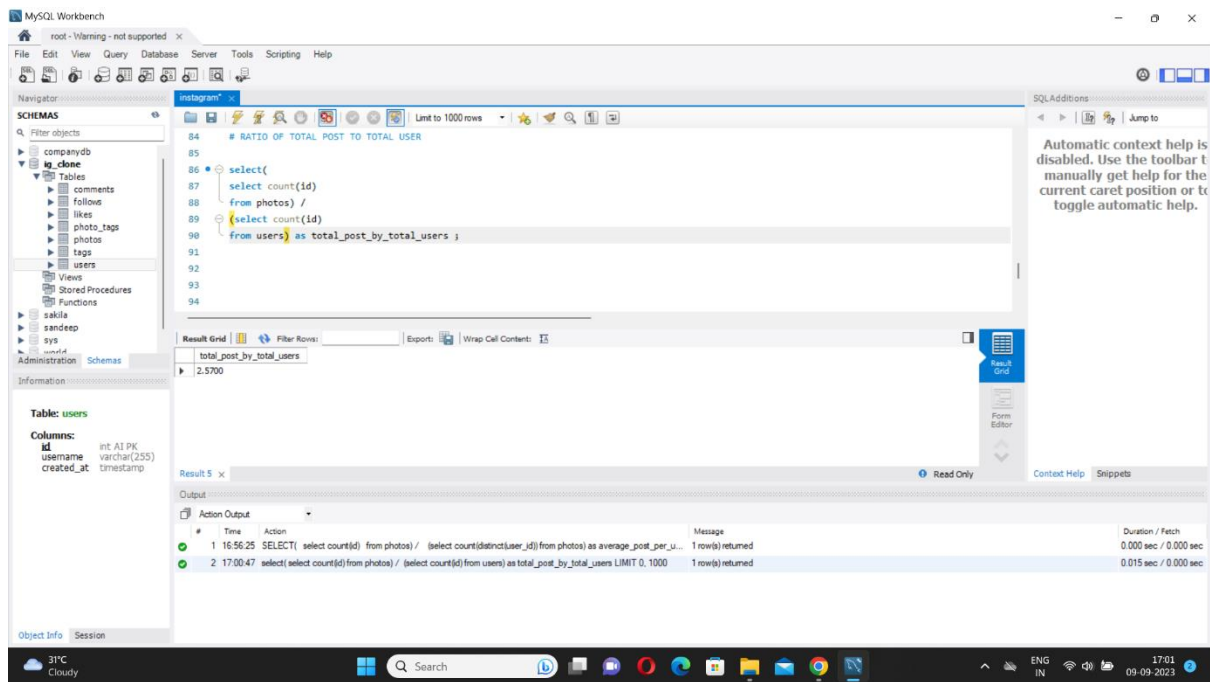 MySQL Workbench
root - Warning - not supported ×
File Edit View Query Database Server Tools Scripting Help
Navigator
SCHEMAS
Filter objects
companydb
ig_clone
Tables
comments
follows
likes
photo_tags
photos
tags
users
Views
Stored Procedures
Functions
sakila
sandeep
sys
world
Administration Schemas
Information
Table: users
Columns:
id int AI PK
username varchar(255)
created_at timestamp
Object Info Session
instagram* ×
Limit to 1000 rows
84 # RATIO OF TOTAL POST TO TOTAL USER
85
86 select(
87 select count(id)
88 from photos) /
89 (select count(id)
90 from users) as total_post_by_total_users ;
91
92
93
94
Result Grid Filter Rows: Export: Wrap Cell Content:
total_post_by_total_users
2.5700
Result Grid
Form Editor
Result 5 × Read Only
Output
Action Output
# Time Action Message Duration / Fetch
1 16:56:25 SELECT( select count(id) from photos) / (select count(distinct(user_id)) from photos) as average_post_per_u... 1 row(s) returned 0.000 sec / 0.000 sec
2 17:00:47 select( select count(id) from photos) / (select count(id) from users) as total_post_by_total_users LIMIT 0, 1000 1 row(s) returned 0.015 sec / 0.000 sec
SQLAdditions
Jump to
Automatic context help is
disabled. Use the toolbar t
manually get help for the
current caret position or to
toggle automatic help.
Context Help Snippets
31°C
Cloudy
Search
ENG
IN
17:01
09-09-2023
2